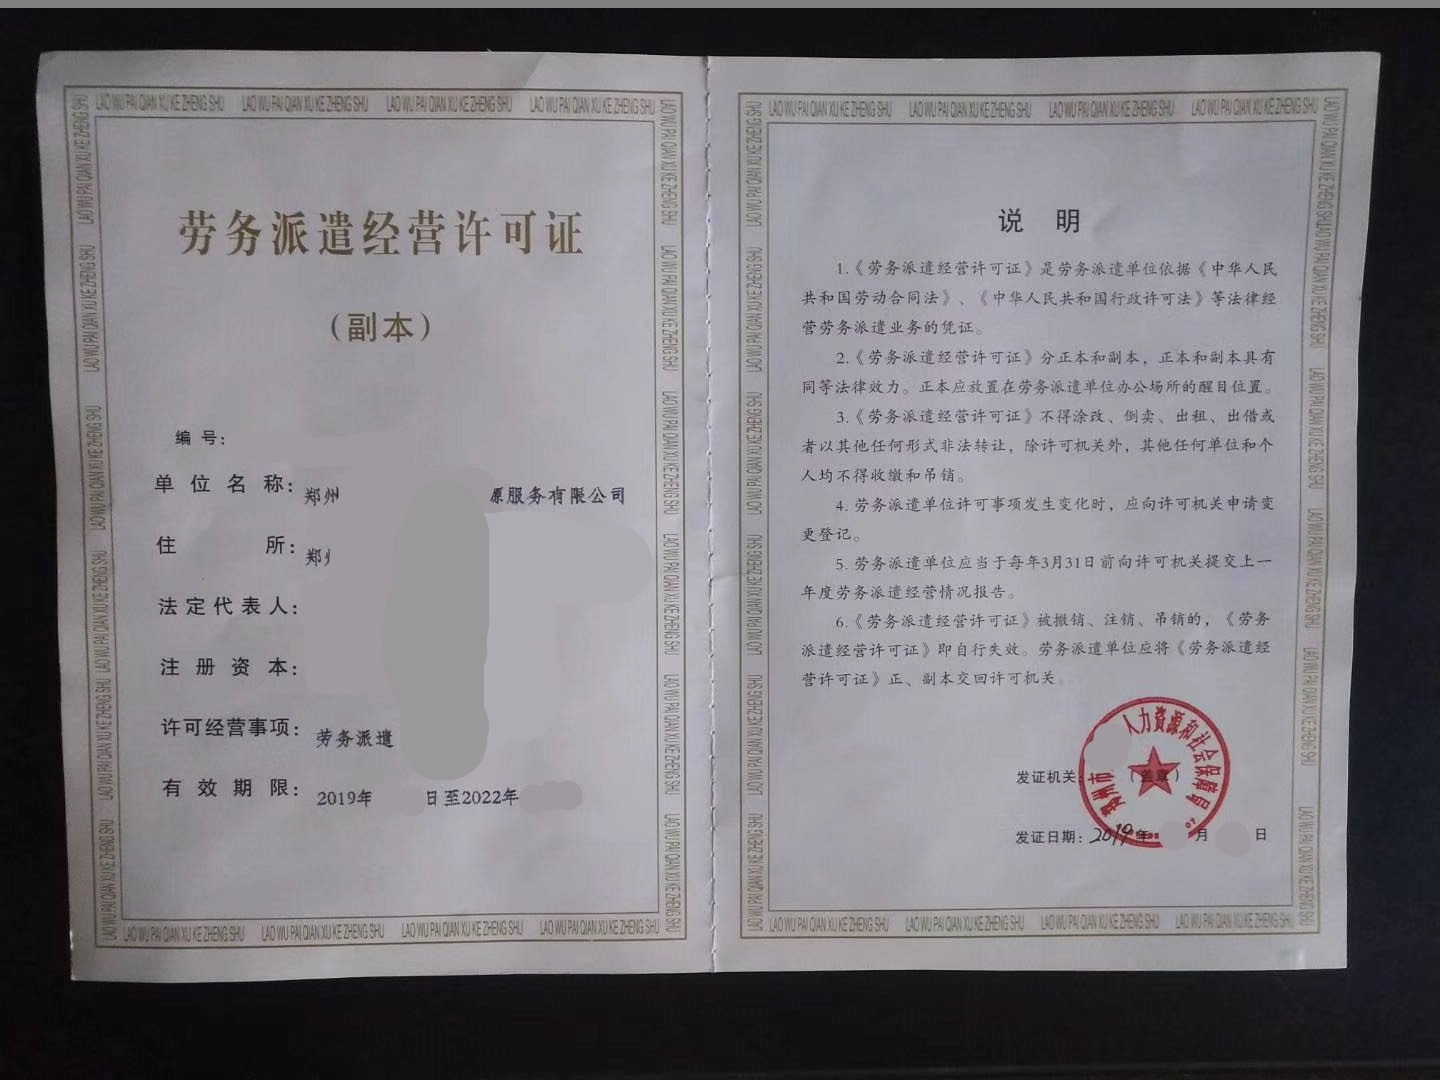 LAO WU PAI QIAN XU KE ZHENG SHU
劳务派遣经营许可证
（副本）
编号：
单位名称：郑州 源服务有限公司
住所：郑
法定代表人：
注册资本：
许可经营事项：劳务派遣
有效期限：2019年 日至2022年
说 明
1.《劳务派遣经营许可证》是劳务派遣单位依据《中华人民
共和国劳动合同法》、《中华人民共和国行政许可法》等法律经
营劳务派遣业务的凭证。
2.《劳务派遣经营许可证》分正本和副本，正本和副本具有
同等法律效力。正本应放置在劳务派遣单位办公场所的醒目位置。
3.《劳务派遣经营许可证》不得涂改、倒卖、出租、出借或
者以其他任何形式非法转让，除许可机关外，其他任何单位和个
人均不得收缴和吊销。
4. 劳务派遣单位许可事项发生变化时，应向许可机关申请变
更登记。
5. 劳务派遣单位应当于每年3月31日前向许可机关提交上一
年度劳务派遣经营情况报告。
6.《劳务派遣经营许可证》被撤销、注销、吊销的，《劳务
派遣经营许可证》即自行失效。劳务派遣单位应将《劳务派遣经
营许可证》正、副本交回许可机关。
郑州市 人力资源和社会保障局
发证机关：（盖章）
发证日期：2019年 月 日